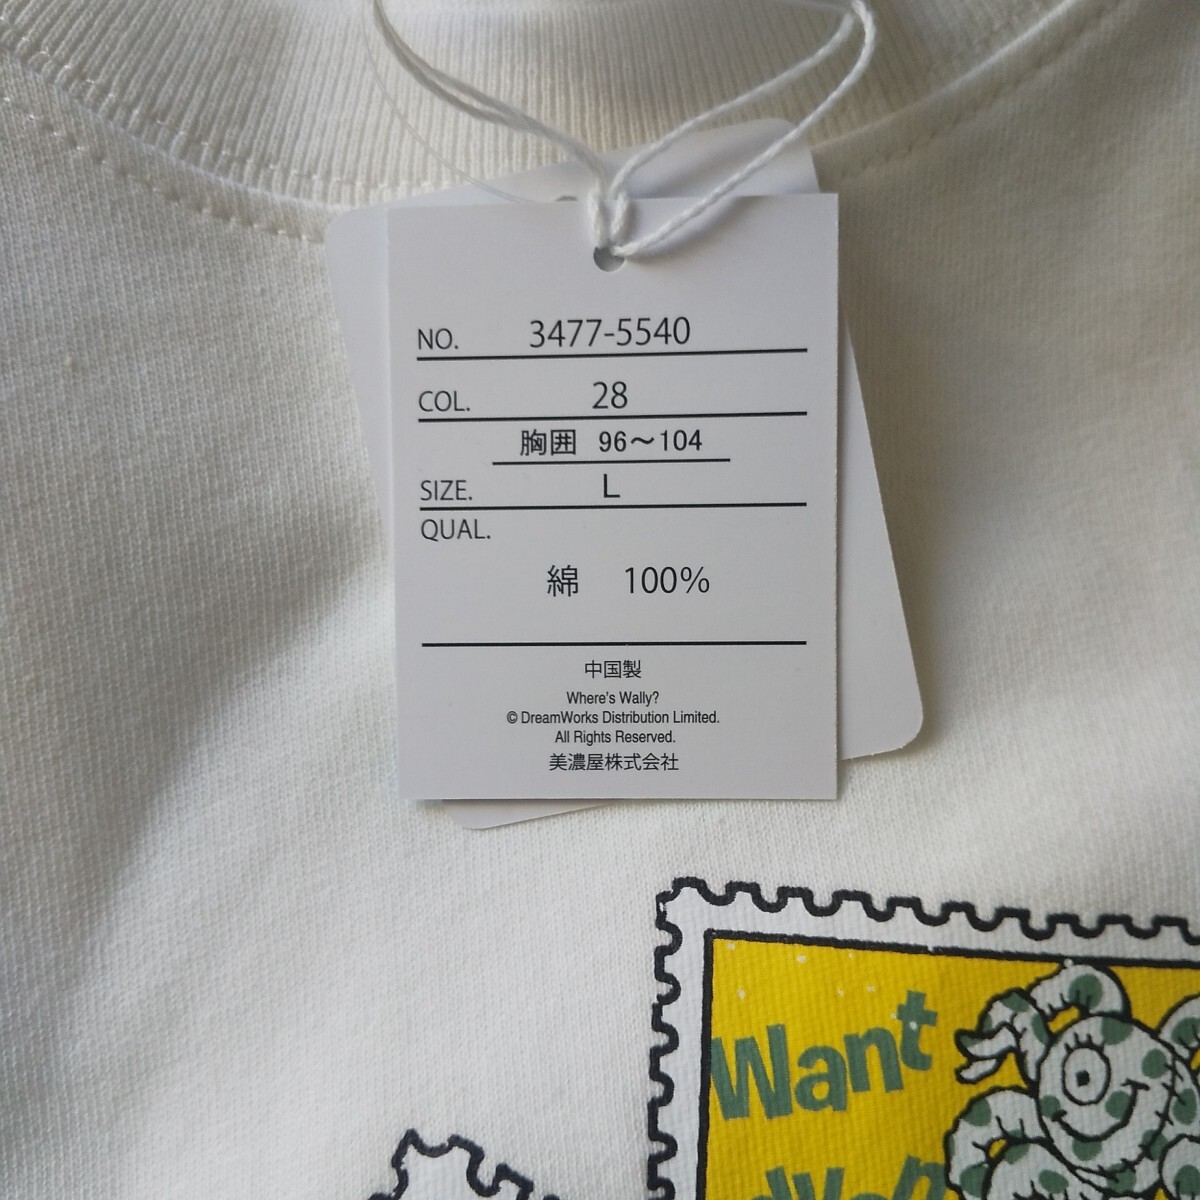 NO. 3477-5540
COL. 28
胸囲 96〜104
SIZE. L
QUAL.
綿 100%
中国製
Where's Wally?
© DreamWorks Distribution Limited.
All Rights Reserved.
美濃屋株式会社
Want